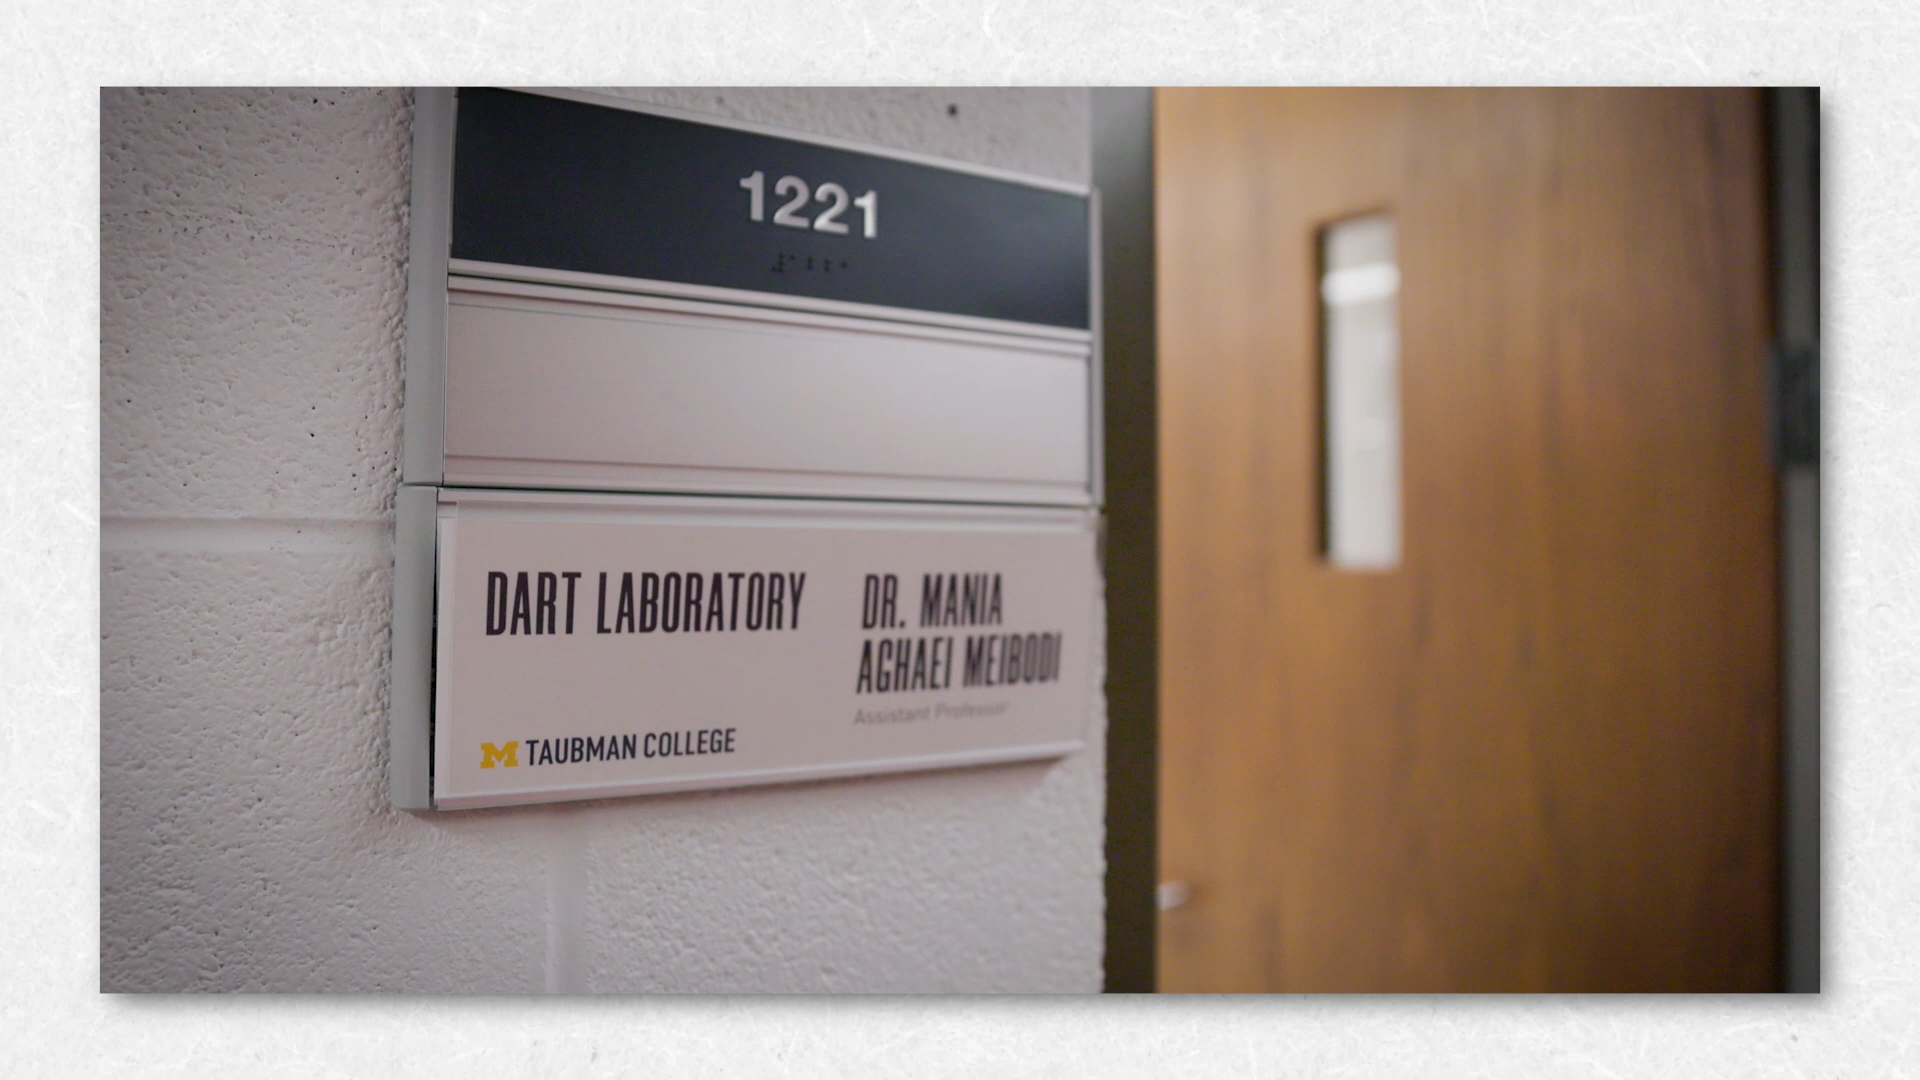 1221
DART LABORATORY
DR. MANIA
AGHAEI MEIBODI
Assistant Professor
M TAUBMAN COLLEGE